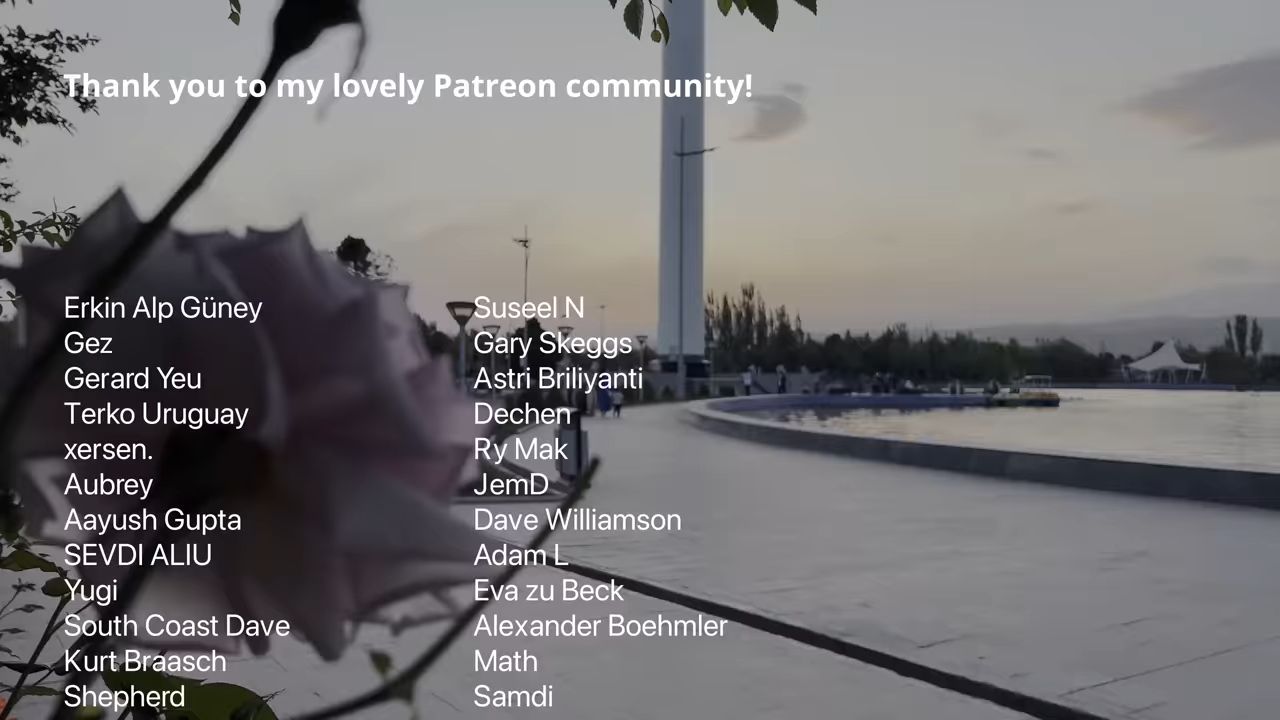 Thank you to my lovely Patreon community!
Erkin Alp Güney
Gez
Gerard Yeu
Terko Uruguay
xersen.
Aubrey
Aayush Gupta
SEVDI ALIU
Yugi
South Coast Dave
Kurt Braasch
Shepherd
Suseel N
Gary Skeggs
Astri Briliyanti
Dechen
Ry Mak
JemD
Dave Williamson
Adam L
Eva zu Beck
Alexander Boehmler
Math
Samdi